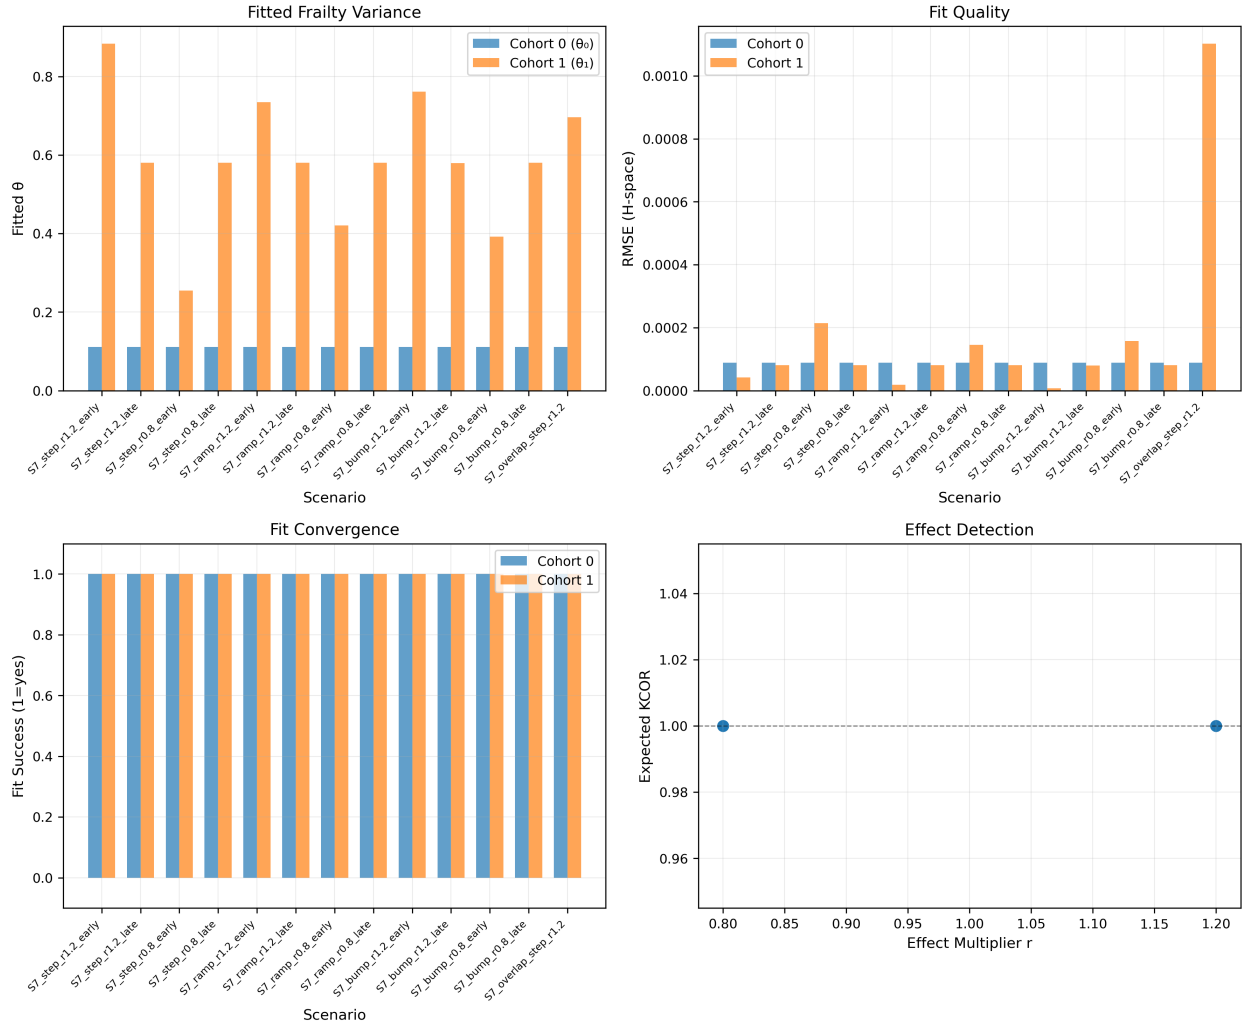 Fitted Frailty Variance
Cohort 0 (θ₀)
Cohort 1 (θ₁)
Fitted θ
0.8
0.6
0.4
0.2
0.0
S7_step_r1.2_early
S7_step_r1.2_late
S7_step_r0.8_early
S7_step_r0.8_late
S7_ramp_r1.2_early
S7_ramp_r1.2_late
S7_ramp_r0.8_early
S7_ramp_r0.8_late
S7_bump_r1.2_early
S7_bump_r1.2_late
S7_bump_r0.8_early
S7_bump_r0.8_late
S7_overlap_step_r1.2
Scenario
Fit Quality
Cohort 0
Cohort 1
RMSE (H-space)
0.0010
0.0008
0.0006
0.0004
0.0002
0.0000
S7_step_r1.2_early
S7_step_r1.2_late
S7_step_r0.8_early
S7_step_r0.8_late
S7_ramp_r1.2_early
S7_ramp_r1.2_late
S7_ramp_r0.8_early
S7_ramp_r0.8_late
S7_bump_r1.2_early
S7_bump_r1.2_late
S7_bump_r0.8_early
S7_bump_r0.8_late
S7_overlap_step_r1.2
Scenario
Fit Convergence
Cohort 0
Cohort 1
Fit Success (1=yes)
1.0
0.8
0.6
0.4
0.2
0.0
S7_step_r1.2_early
S7_step_r1.2_late
S7_step_r0.8_early
S7_step_r0.8_late
S7_ramp_r1.2_early
S7_ramp_r1.2_late
S7_ramp_r0.8_early
S7_ramp_r0.8_late
S7_bump_r1.2_early
S7_bump_r1.2_late
S7_bump_r0.8_early
S7_bump_r0.8_late
S7_overlap_step_r1.2
Scenario
Effect Detection
Expected KCOR
1.04
1.02
1.00
0.98
0.96
0.80 0.85 0.90 0.95 1.00 1.05 1.10 1.15 1.20
Effect Multiplier r